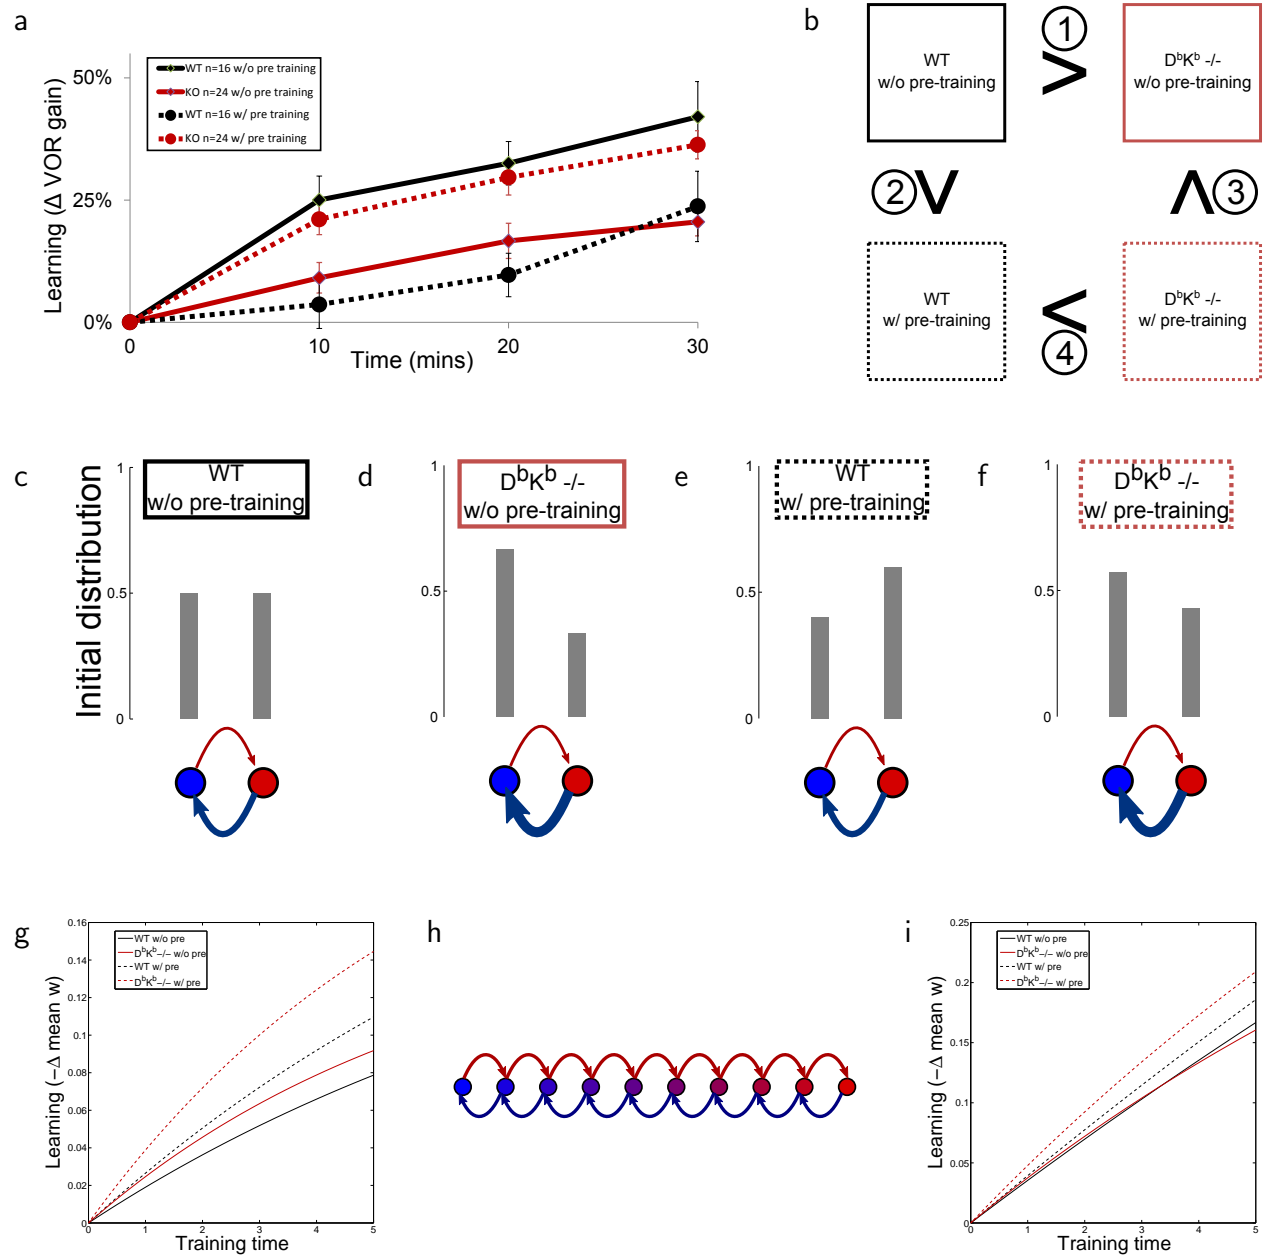 a
Learning (Δ VOR gain)
50%
25%
0%
WT n=16 w/o pre training
KO n=24 w/o pre training
WT n=16 w/ pre training
KO n=24 w/ pre training
0
10
20
30
Time (mins)
b
WT
w/o pre-training
1
>
DᵇKᵇ -/-
w/o pre-training
2
V
Λ
3
WT
w/ pre-training
<
4
DᵇKᵇ -/-
w/ pre-training
c
Initial distribution
1
0.5
0
WT
w/o pre-training
d
1
0.5
0
DᵇKᵇ -/-
w/o pre-training
e
1
0.5
0
WT
w/ pre-training
f
1
0.5
0
DᵇKᵇ -/-
w/ pre-training
g
Learning (−Δ mean w)
0.16
0.14
0.12
0.1
0.08
0.06
0.04
0.02
0
WT w/o pre
DᵇKᵇ−/− w/o pre
WT w/ pre
DᵇKᵇ−/− w/ pre
0 1 2 3 4 5
Training time
h
i
Learning (−Δ mean w)
0.25
0.2
0.15
0.1
0.05
0
WT w/o pre
DᵇKᵇ−/− w/o pre
WT w/ pre
DᵇKᵇ−/− w/ pre
0 1 2 3 4 5
Training time